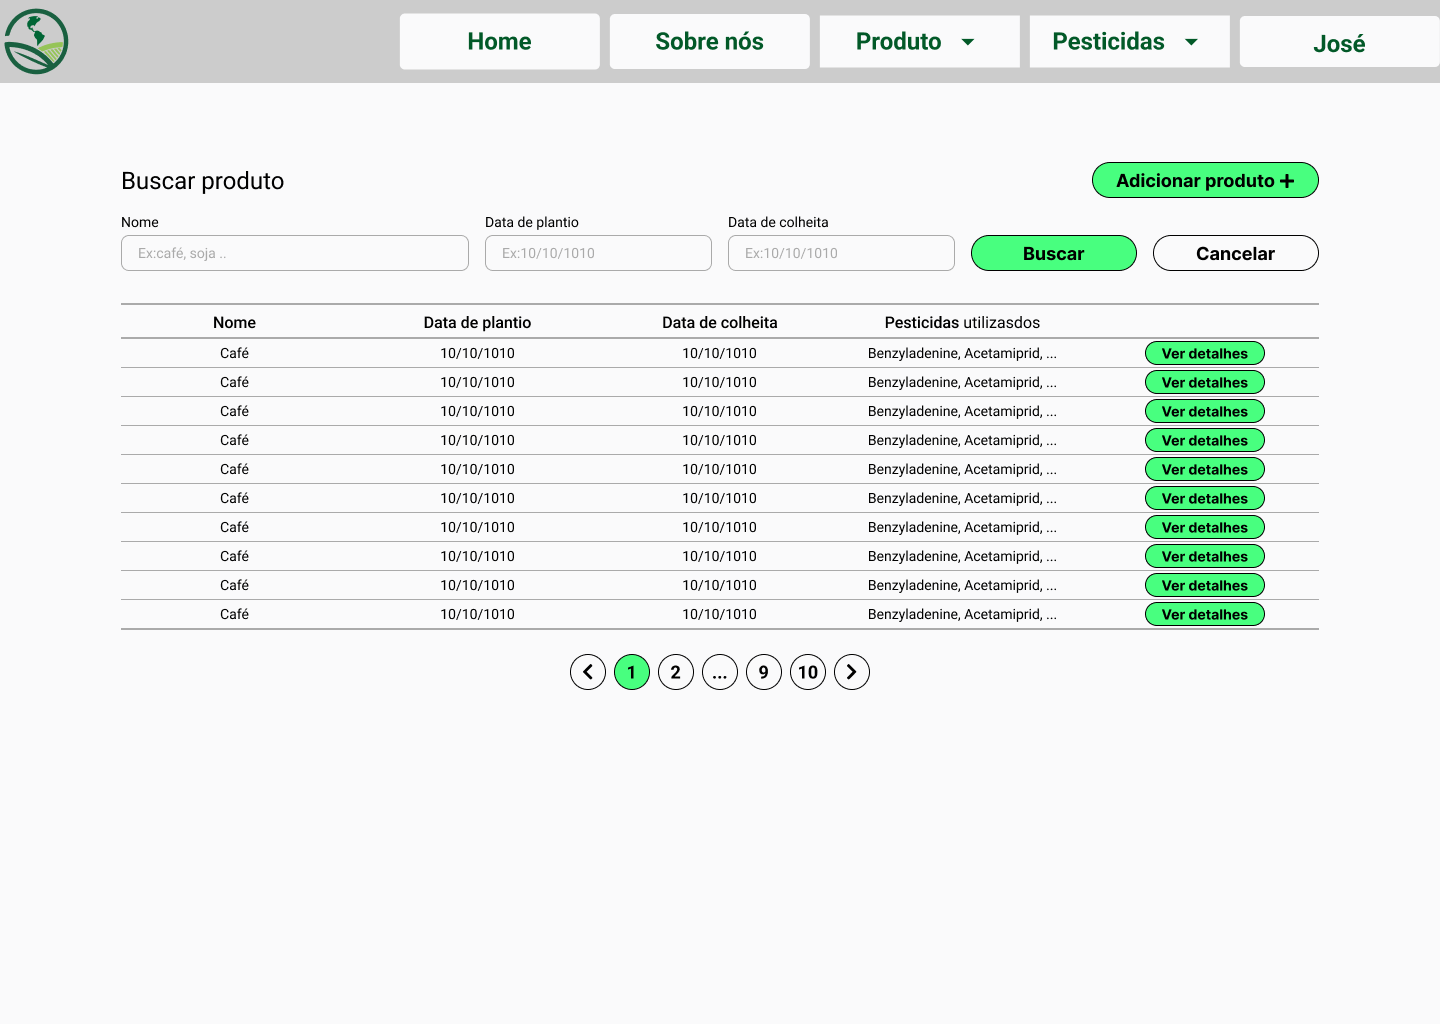 Home Sobre nós Produto Pesticidas José
Buscar produto Adicionar produto +
Nome Data de plantio Data de colheita
Ex:café, soja .. Ex:10/10/1010 Ex:10/10/1010 Buscar Cancelar
Nome Data de plantio Data de colheita Pesticidas utilizasdos
Café 10/10/1010 10/10/1010 Benzyladenine, Acetamiprid, ... Ver detalhes
Café 10/10/1010 10/10/1010 Benzyladenine, Acetamiprid, ... Ver detalhes
Café 10/10/1010 10/10/1010 Benzyladenine, Acetamiprid, ... Ver detalhes
Café 10/10/1010 10/10/1010 Benzyladenine, Acetamiprid, ... Ver detalhes
Café 10/10/1010 10/10/1010 Benzyladenine, Acetamiprid, ... Ver detalhes
Café 10/10/1010 10/10/1010 Benzyladenine, Acetamiprid, ... Ver detalhes
Café 10/10/1010 10/10/1010 Benzyladenine, Acetamiprid, ... Ver detalhes
Café 10/10/1010 10/10/1010 Benzyladenine, Acetamiprid, ... Ver detalhes
Café 10/10/1010 10/10/1010 Benzyladenine, Acetamiprid, ... Ver detalhes
Café 10/10/1010 10/10/1010 Benzyladenine, Acetamiprid, ... Ver detalhes
1 2 ... 9 10